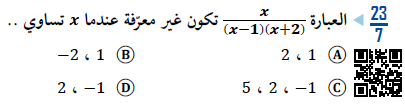 23/7 ◀ العبارة x/((x−1)(x+2)) تكون غير معرّفة عندما x تساوي ..
A 1 ، 2
B 1 ، −2
C −1 ، 2 ، 5
D −1 ، 2